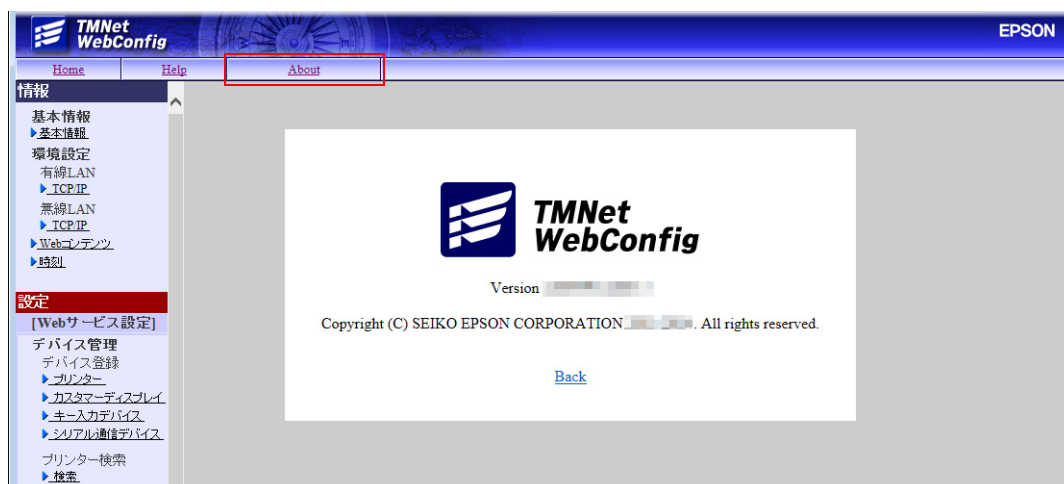 TMNet
WebConfig
EPSON
Home
Help
About
情報
基本情報
基本情報
環境設定
有線LAN
TCP/IP
無線LAN
TCP/IP
Webコンテンツ
時刻
設定
[Webサービス設定]
デバイス管理
デバイス登録
プリンター
カスタマーディスプレイ
キー入力デバイス
シリアル通信デバイス
プリンター検索
検索
TMNet
WebConfig
Version
Copyright (C) SEIKO EPSON CORPORATION . All rights reserved.
Back